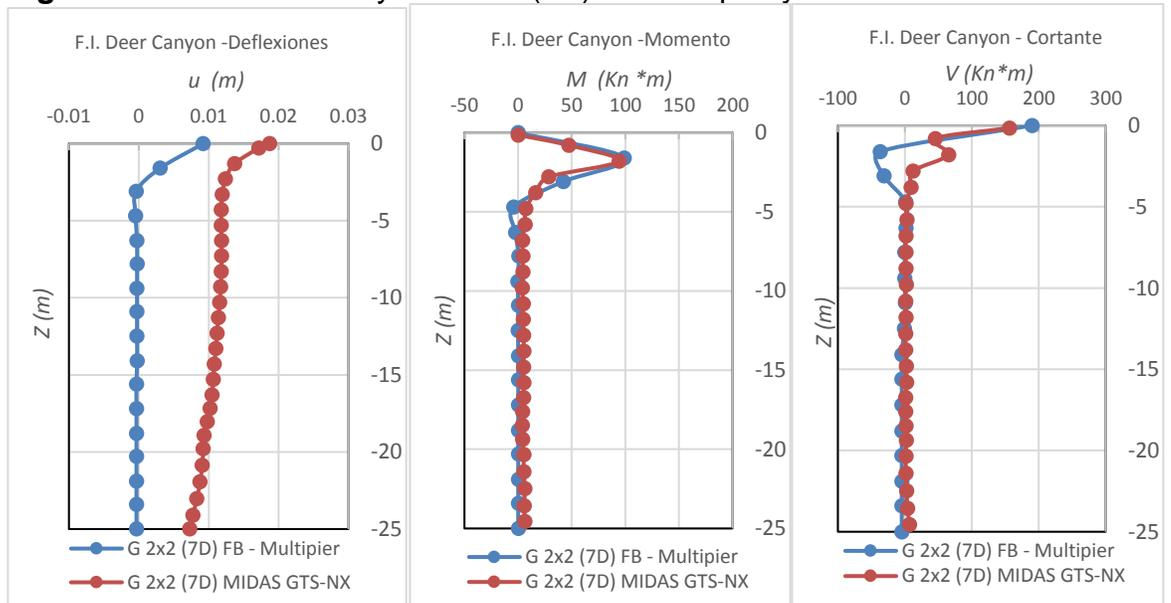 F.I. Deer Canyon -Deflexiones
u (m)
-0.01 0 0.01 0.02 0.03
0
-5
-10
-15
-20
-25
Z (m)
G 2x2 (7D) FB - Multipier
G 2x2 (7D) MIDAS GTS-NX
F.I. Deer Canyon -Momento
M (Kn *m)
-50 0 50 100 150 200
0
-5
-10
-15
-20
-25
Z (m)
G 2x2 (7D) FB - Multipier
G 2x2 (7D) MIDAS GTS-NX
F.I. Deer Canyon - Cortante
V (Kn*m)
-100 0 100 200 300
0
-5
-10
-15
-20
-25
Z (m)
G 2x2 (7D) FB - Multipier
G 2x2 (7D) MIDAS GTS-NX